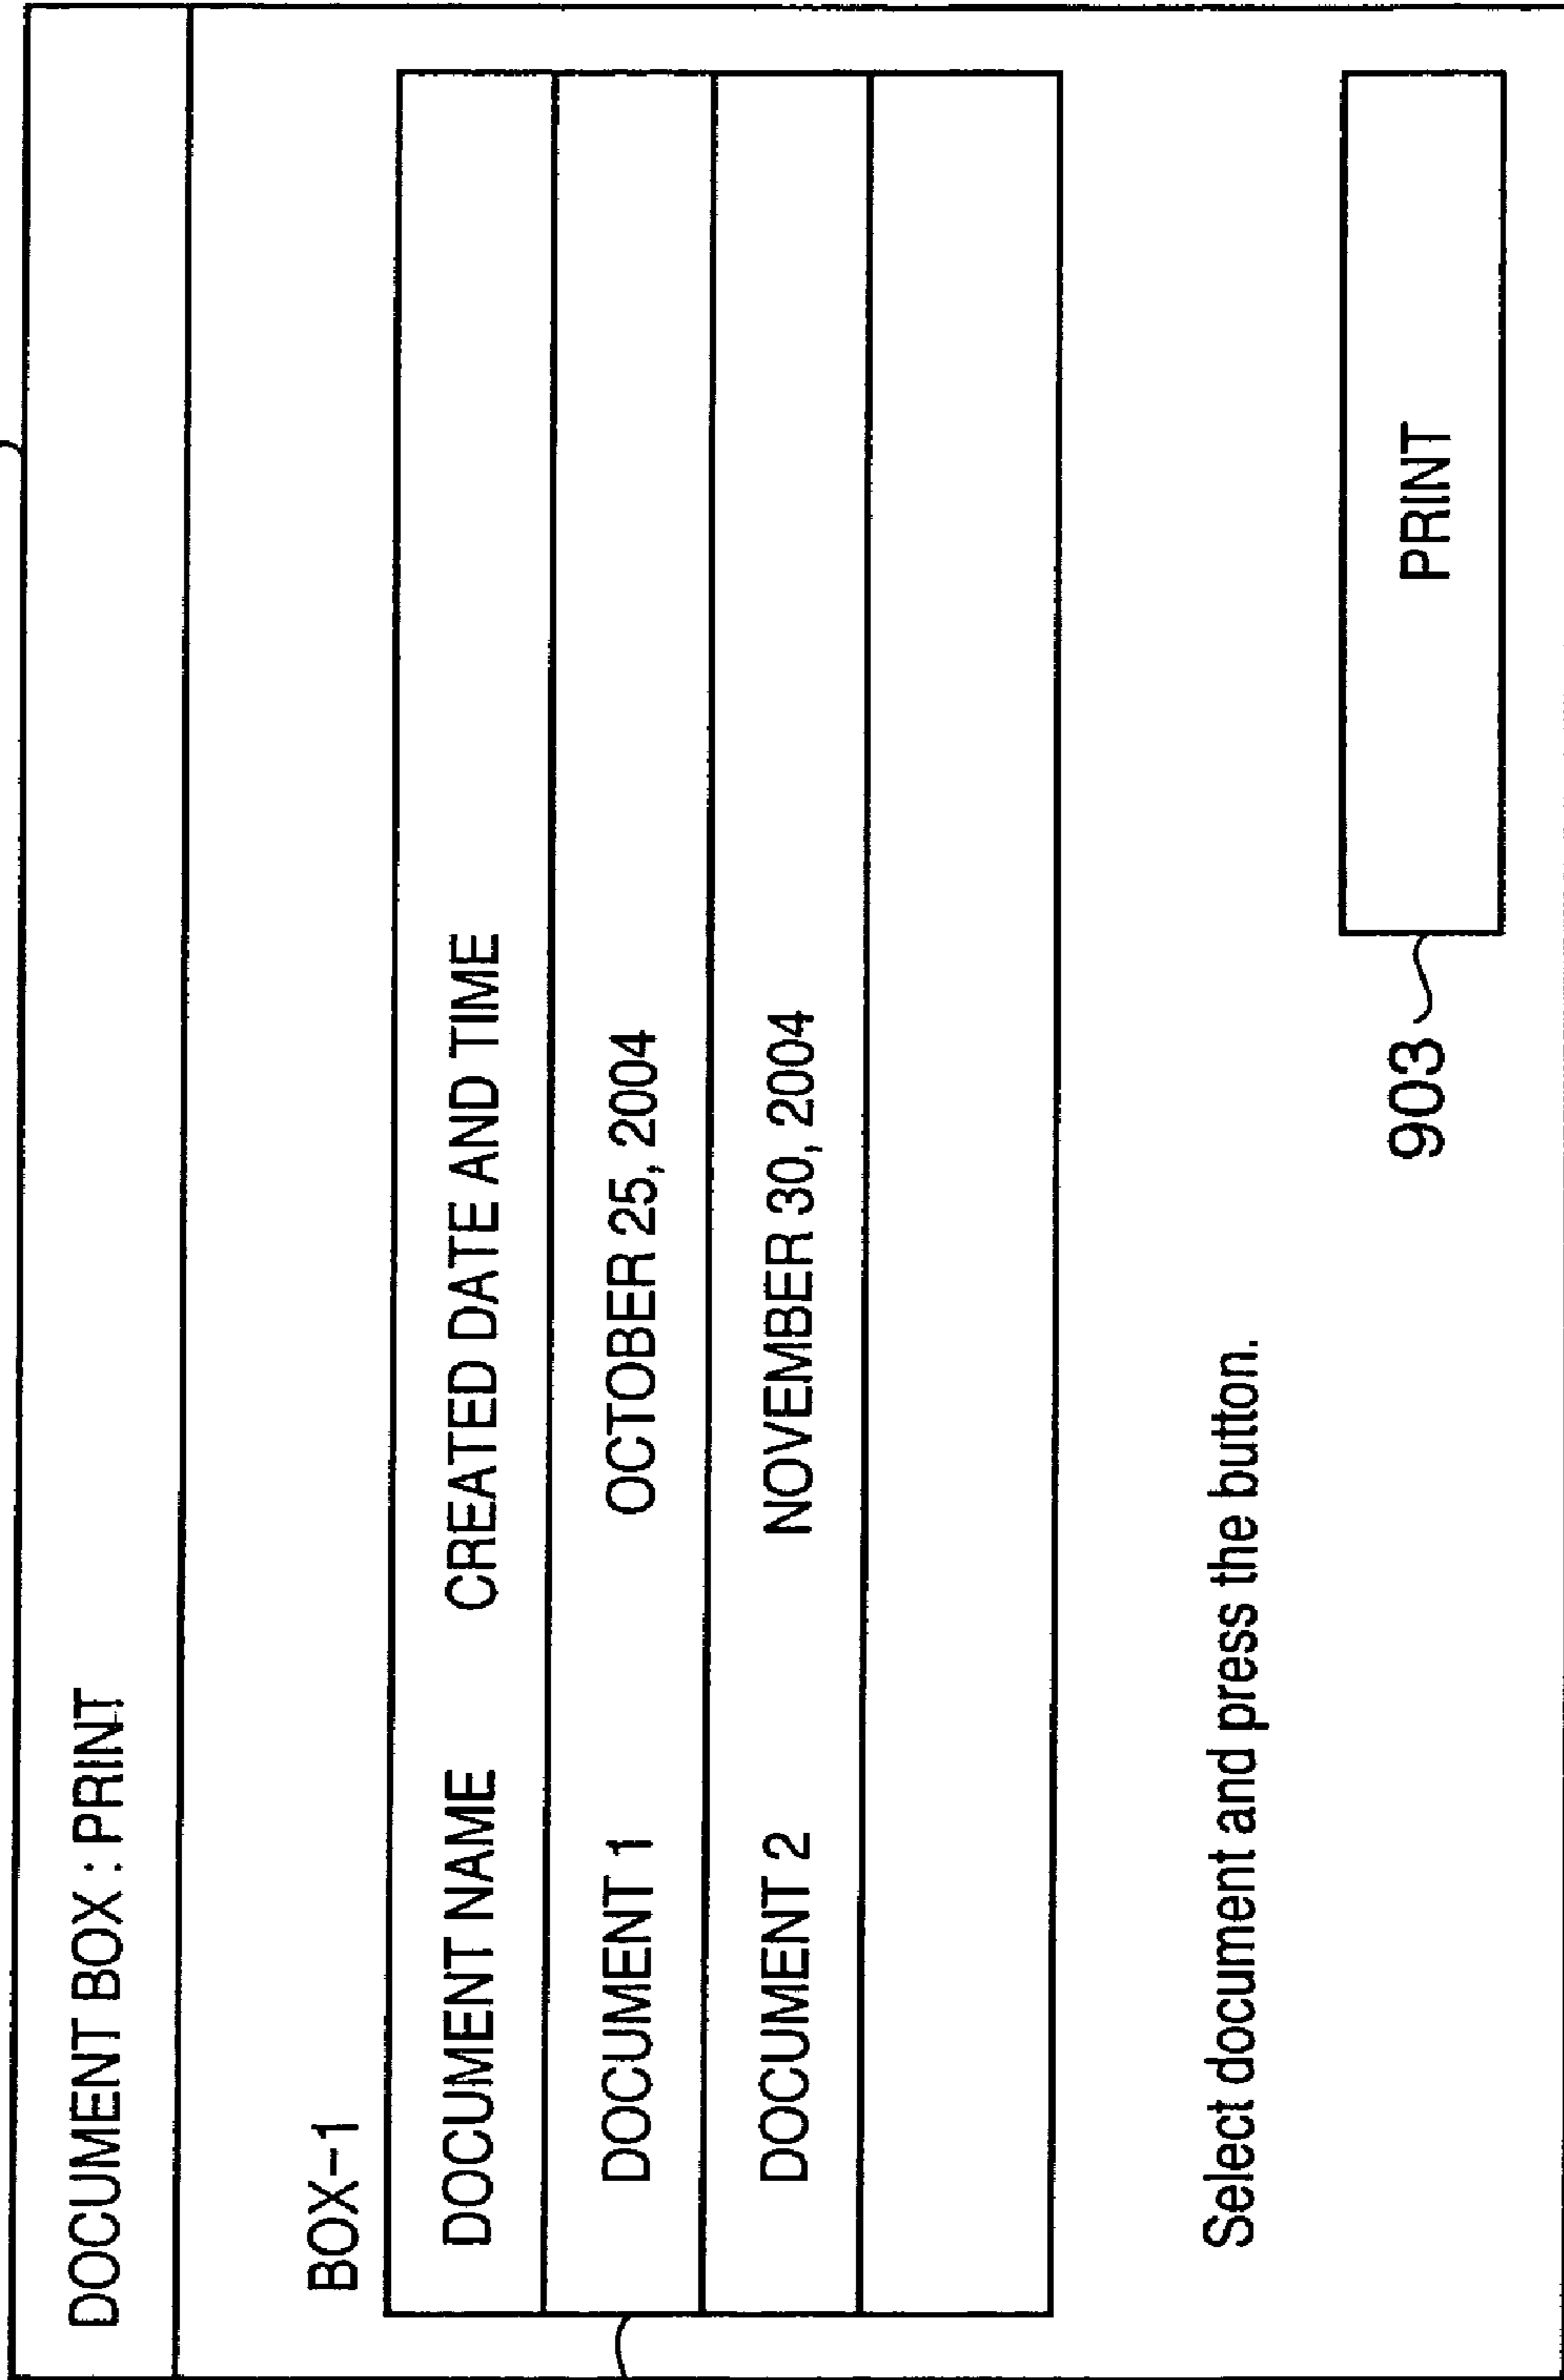 DOCUMENT BOX : PRINT
BOX-1
DOCUMENT NAME CREATED DATE AND TIME
DOCUMENT 1 OCTOBER 25, 2004
DOCUMENT 2 NOVEMBER 30, 2004
Select document and press the button.
903 PRINT